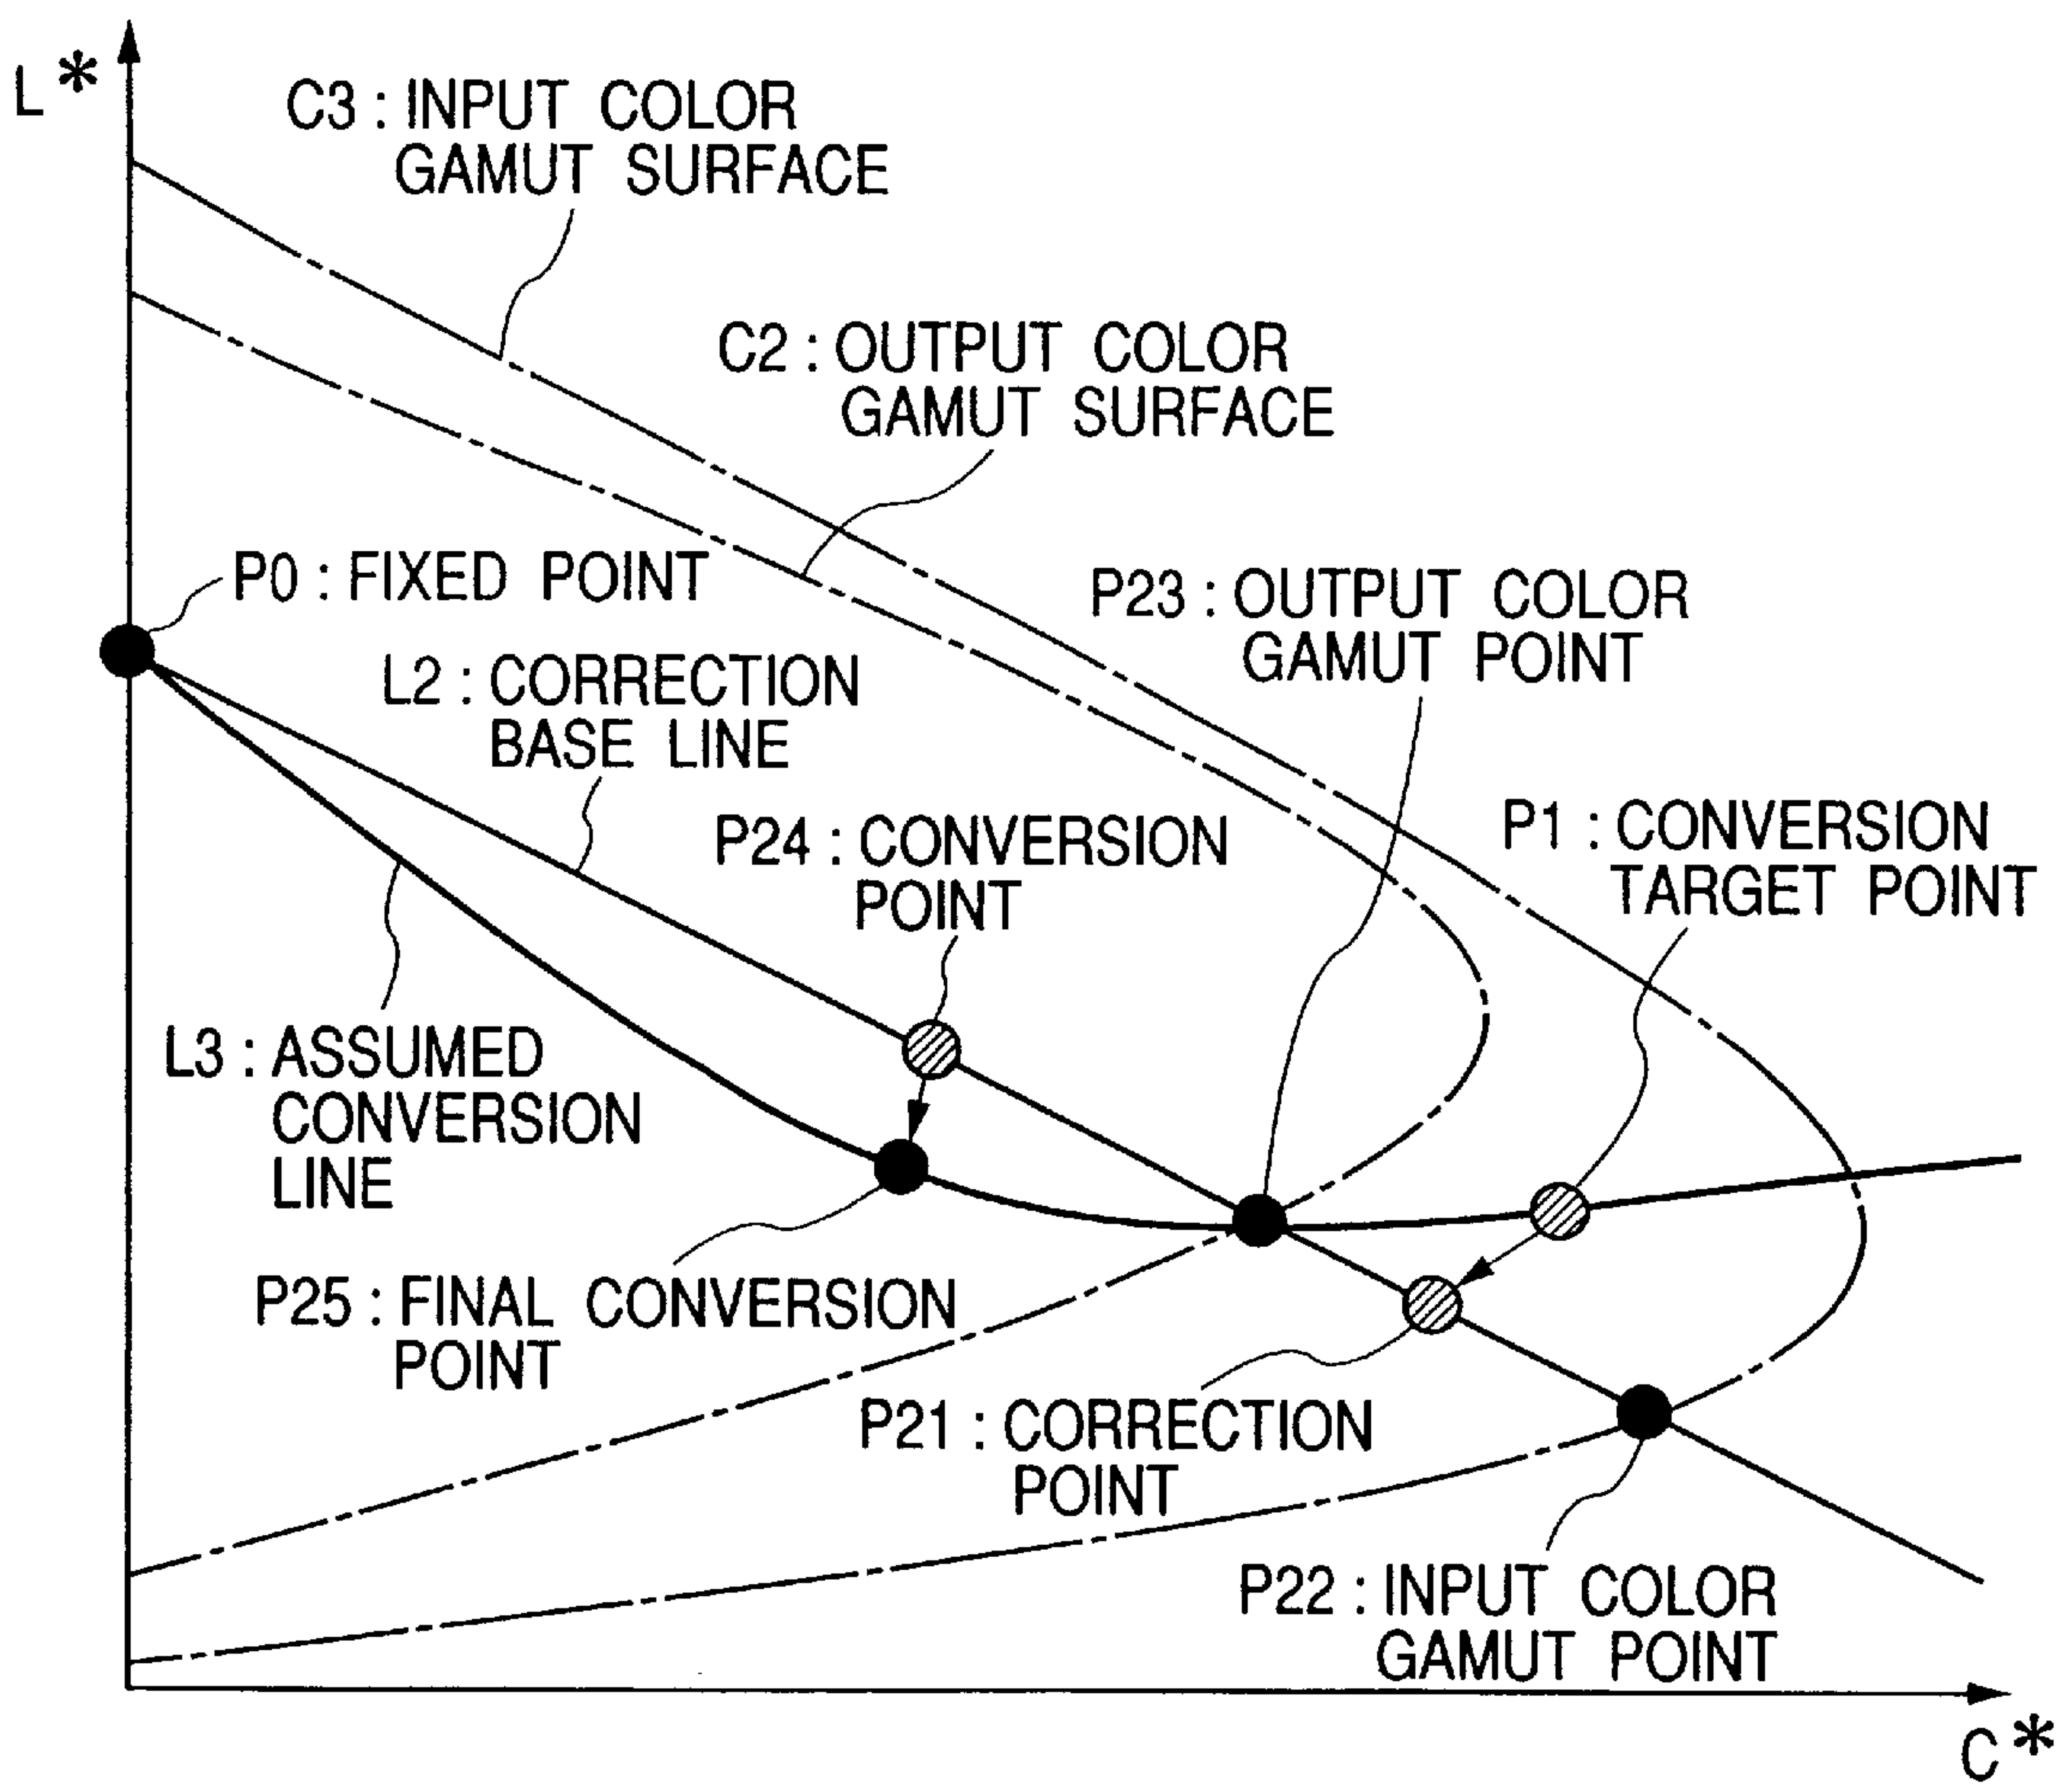 L*
C3 : INPUT COLOR
GAMUT SURFACE
C2 : OUTPUT COLOR
GAMUT SURFACE
P0 : FIXED POINT
P23 : OUTPUT COLOR
GAMUT POINT
L2 : CORRECTION
BASE LINE
P24 : CONVERSION
POINT
P1 : CONVERSION
TARGET POINT
L3 : ASSUMED
CONVERSION
LINE
P25 : FINAL CONVERSION
POINT
P21 : CORRECTION
POINT
P22 : INPUT COLOR
GAMUT POINT
C*